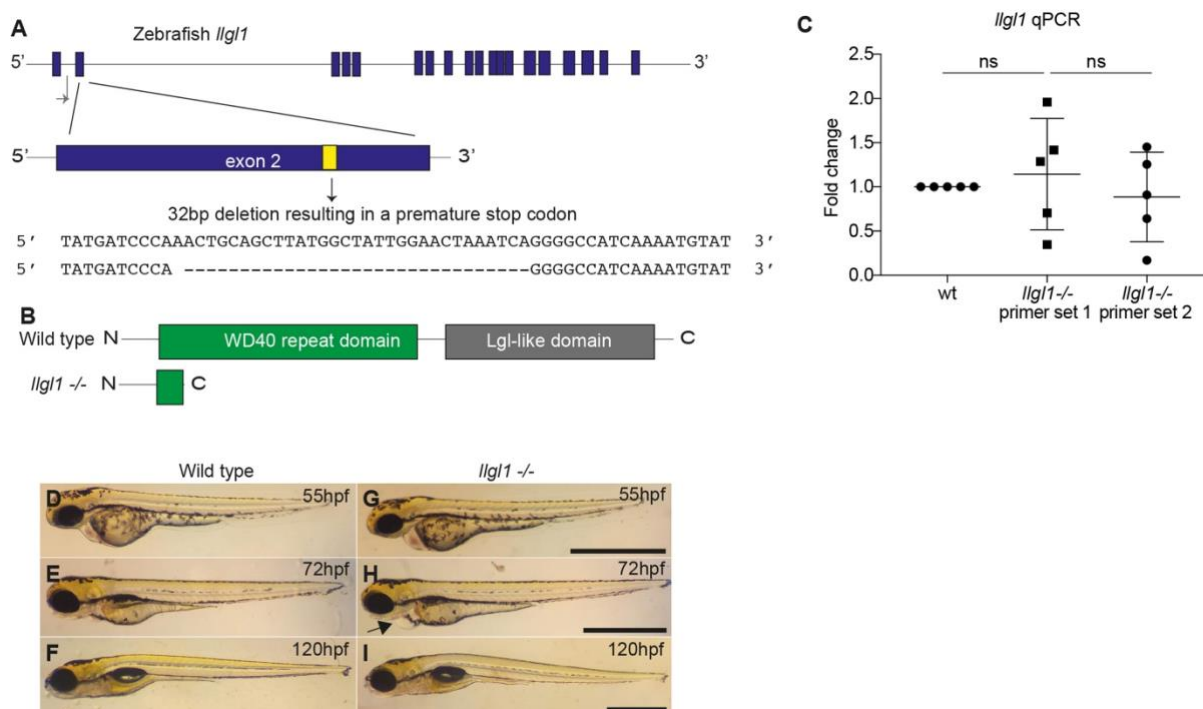 A
Zebrafish llgl1
5' 3'
5' exon 2 3'
32bp deletion resulting in a premature stop codon
5′ TATGATCCCAAACTGCAGCTTATGGCTATTGGAACTAAATCAGGGGCCATCAAAATGTAT 3′
5′ TATGATCCCA --------------------------------GGGGCCATCAAAATGTAT 3′
B
Wild type N WD40 repeat domain Lgl-like domain C
llgl1 -/- N C
C
llgl1 qPCR
ns ns
Fold change
2.5
2.0
1.5
1.0
0.5
0.0
wt llgl1-/- primer set 1 llgl1-/- primer set 2
Wild type llgl1 -/-
D 55hpf G 55hpf
E 72hpf H 72hpf
F 120hpf I 120hpf